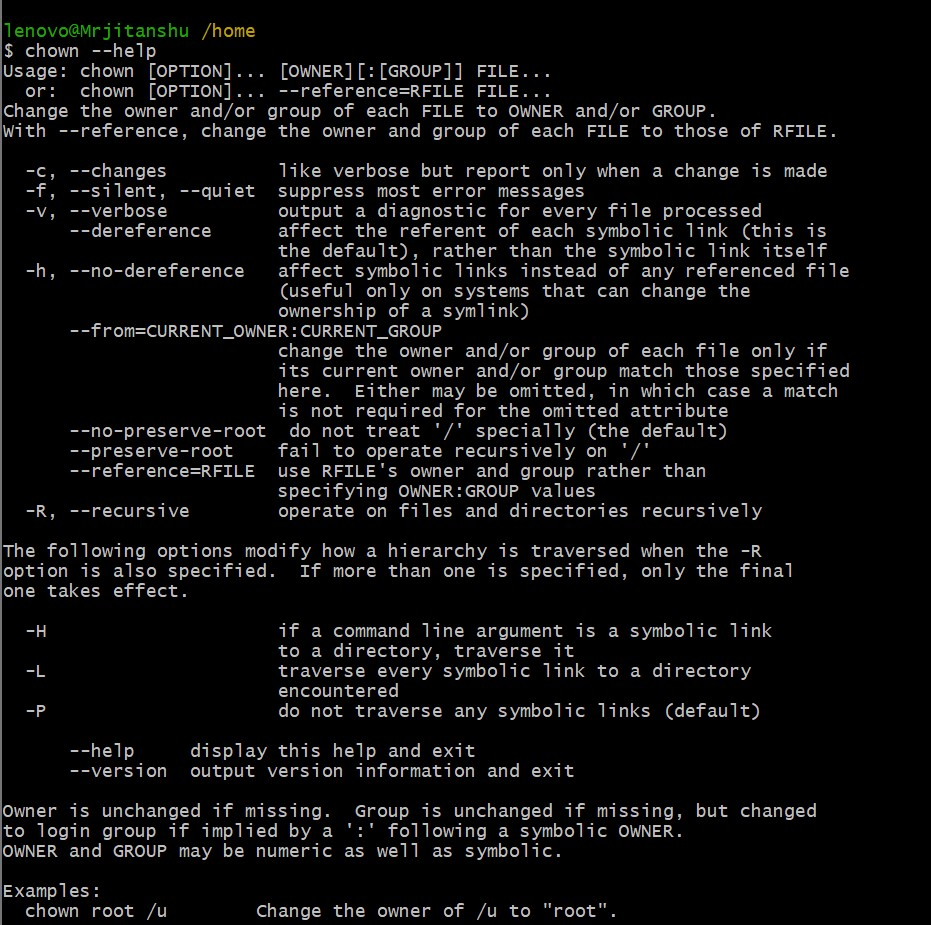 lenovo@Mrjitanshu /home
$ chown --help
Usage: chown [OPTION]... [OWNER][:[GROUP]] FILE...
  or:  chown [OPTION]... --reference=RFILE FILE...
Change the owner and/or group of each FILE to OWNER and/or GROUP.
With --reference, change the owner and group of each FILE to those of RFILE.

  -c, --changes          like verbose but report only when a change is made
  -f, --silent, --quiet  suppress most error messages
  -v, --verbose          output a diagnostic for every file processed
      --dereference      affect the referent of each symbolic link (this is
                         the default), rather than the symbolic link itself
  -h, --no-dereference   affect symbolic links instead of any referenced file
                         (useful only on systems that can change the
                         ownership of a symlink)
      --from=CURRENT_OWNER:CURRENT_GROUP
                         change the owner and/or group of each file only if
                         its current owner and/or group match those specified
                         here.  Either may be omitted, in which case a match
                         is not required for the omitted attribute
      --no-preserve-root  do not treat '/' specially (the default)
      --preserve-root    fail to operate recursively on '/'
      --reference=RFILE  use RFILE's owner and group rather than
                         specifying OWNER:GROUP values
  -R, --recursive        operate on files and directories recursively

The following options modify how a hierarchy is traversed when the -R
option is also specified.  If more than one is specified, only the final
one takes effect.

  -H                     if a command line argument is a symbolic link
                         to a directory, traverse it
  -L                     traverse every symbolic link to a directory
                         encountered
  -P                     do not traverse any symbolic links (default)

      --help     display this help and exit
      --version  output version information and exit

Owner is unchanged if missing.  Group is unchanged if missing, but changed
to login group if implied by a ':' following a symbolic OWNER.
OWNER and GROUP may be numeric as well as symbolic.

Examples:
  chown root /u        Change the owner of /u to "root".